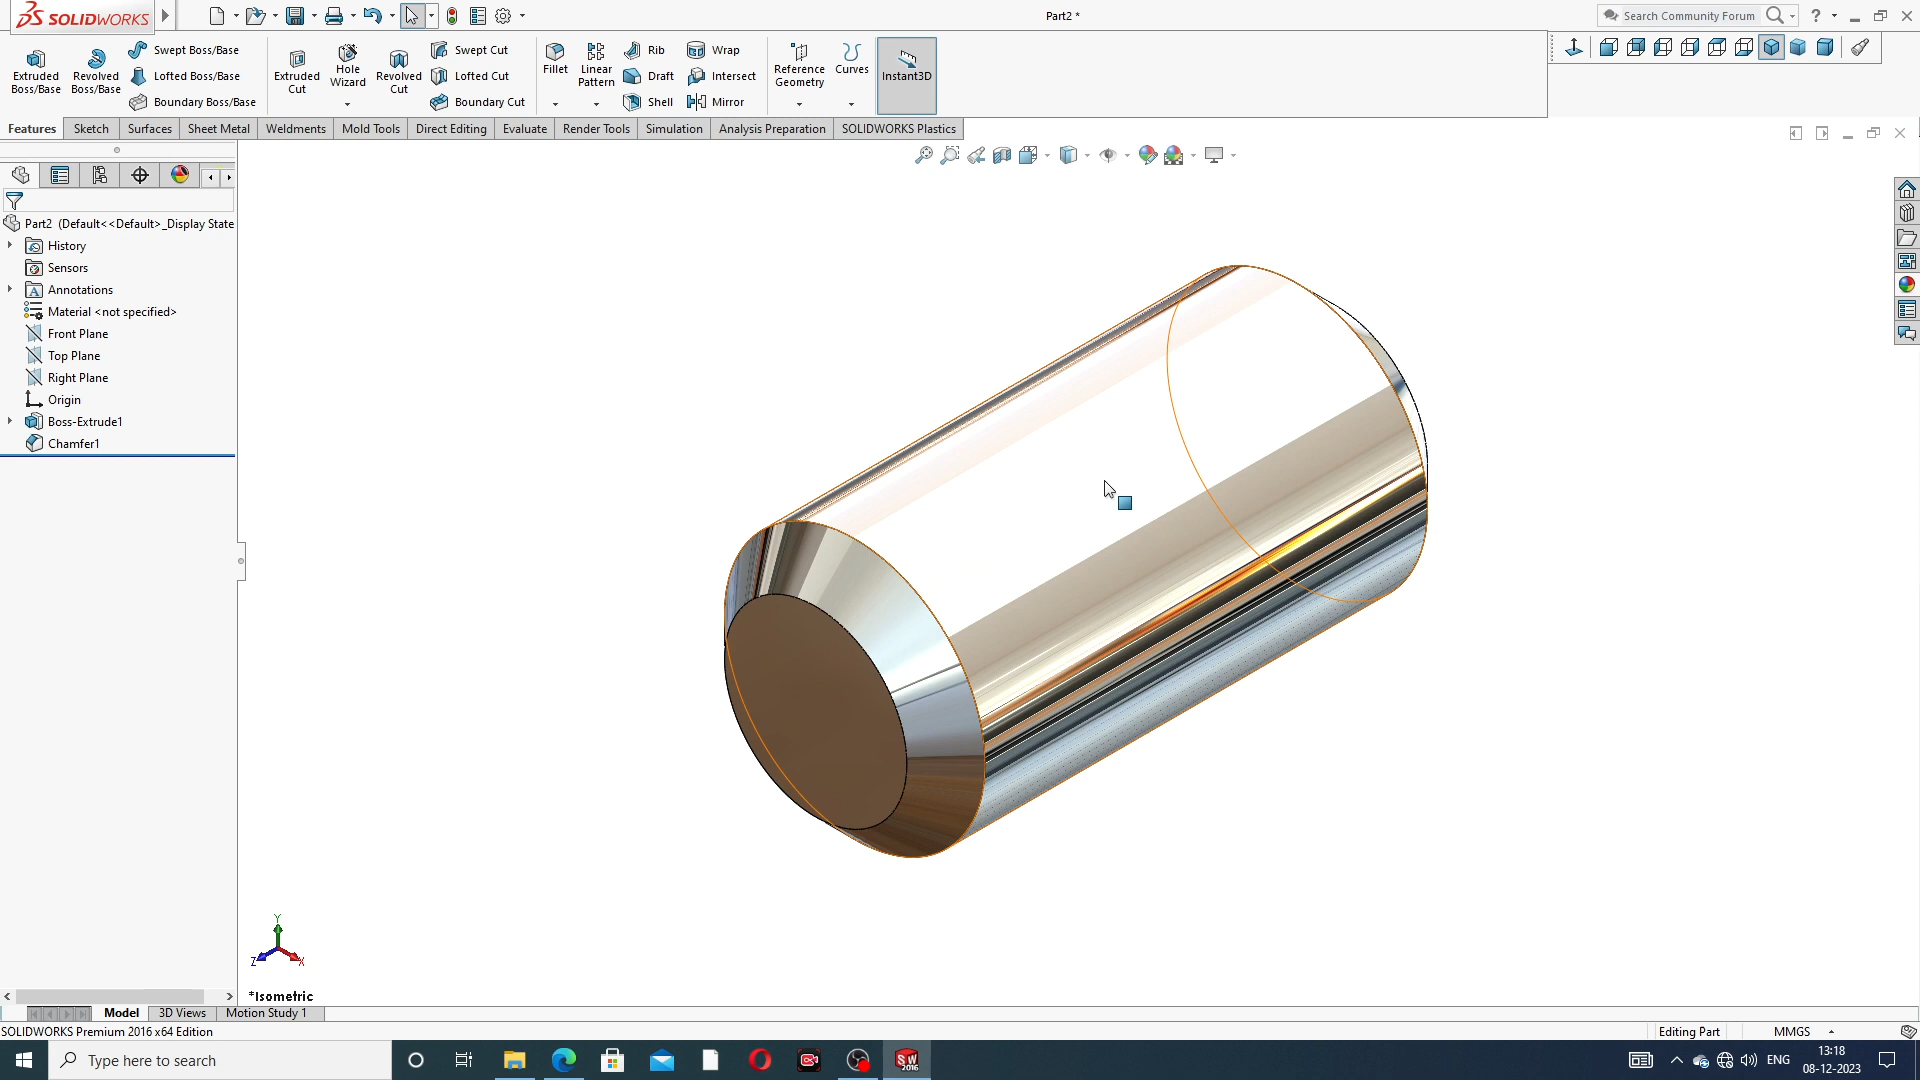 SOLIDWORKS
Part2 *
Search Community Forum
Extruded Boss/Base
Revolved Boss/Base
Swept Boss/Base
Lofted Boss/Base
Boundary Boss/Base
Extruded Cut
Hole Wizard
Revolved Cut
Swept Cut
Lofted Cut
Boundary Cut
Fillet
Linear Pattern
Rib
Draft
Shell
Wrap
Intersect
Mirror
Reference Geometry
Curves
Instant3D
Features
Sketch
Surfaces
Sheet Metal
Weldments
Mold Tools
Direct Editing
Evaluate
Render Tools
Simulation
Analysis Preparation
SOLIDWORKS Plastics
Part2 (Default<<Default>_Display State
History
Sensors
Annotations
Material <not specified>
Front Plane
Top Plane
Right Plane
Origin
Boss-Extrude1
Chamfer1
Y
Z
X
*Isometric
Model
3D Views
Motion Study 1
SOLIDWORKS Premium 2016 x64 Edition
Editing Part
MMGS
Type here to search
SW
2016
ENG
13:18
08-12-2023